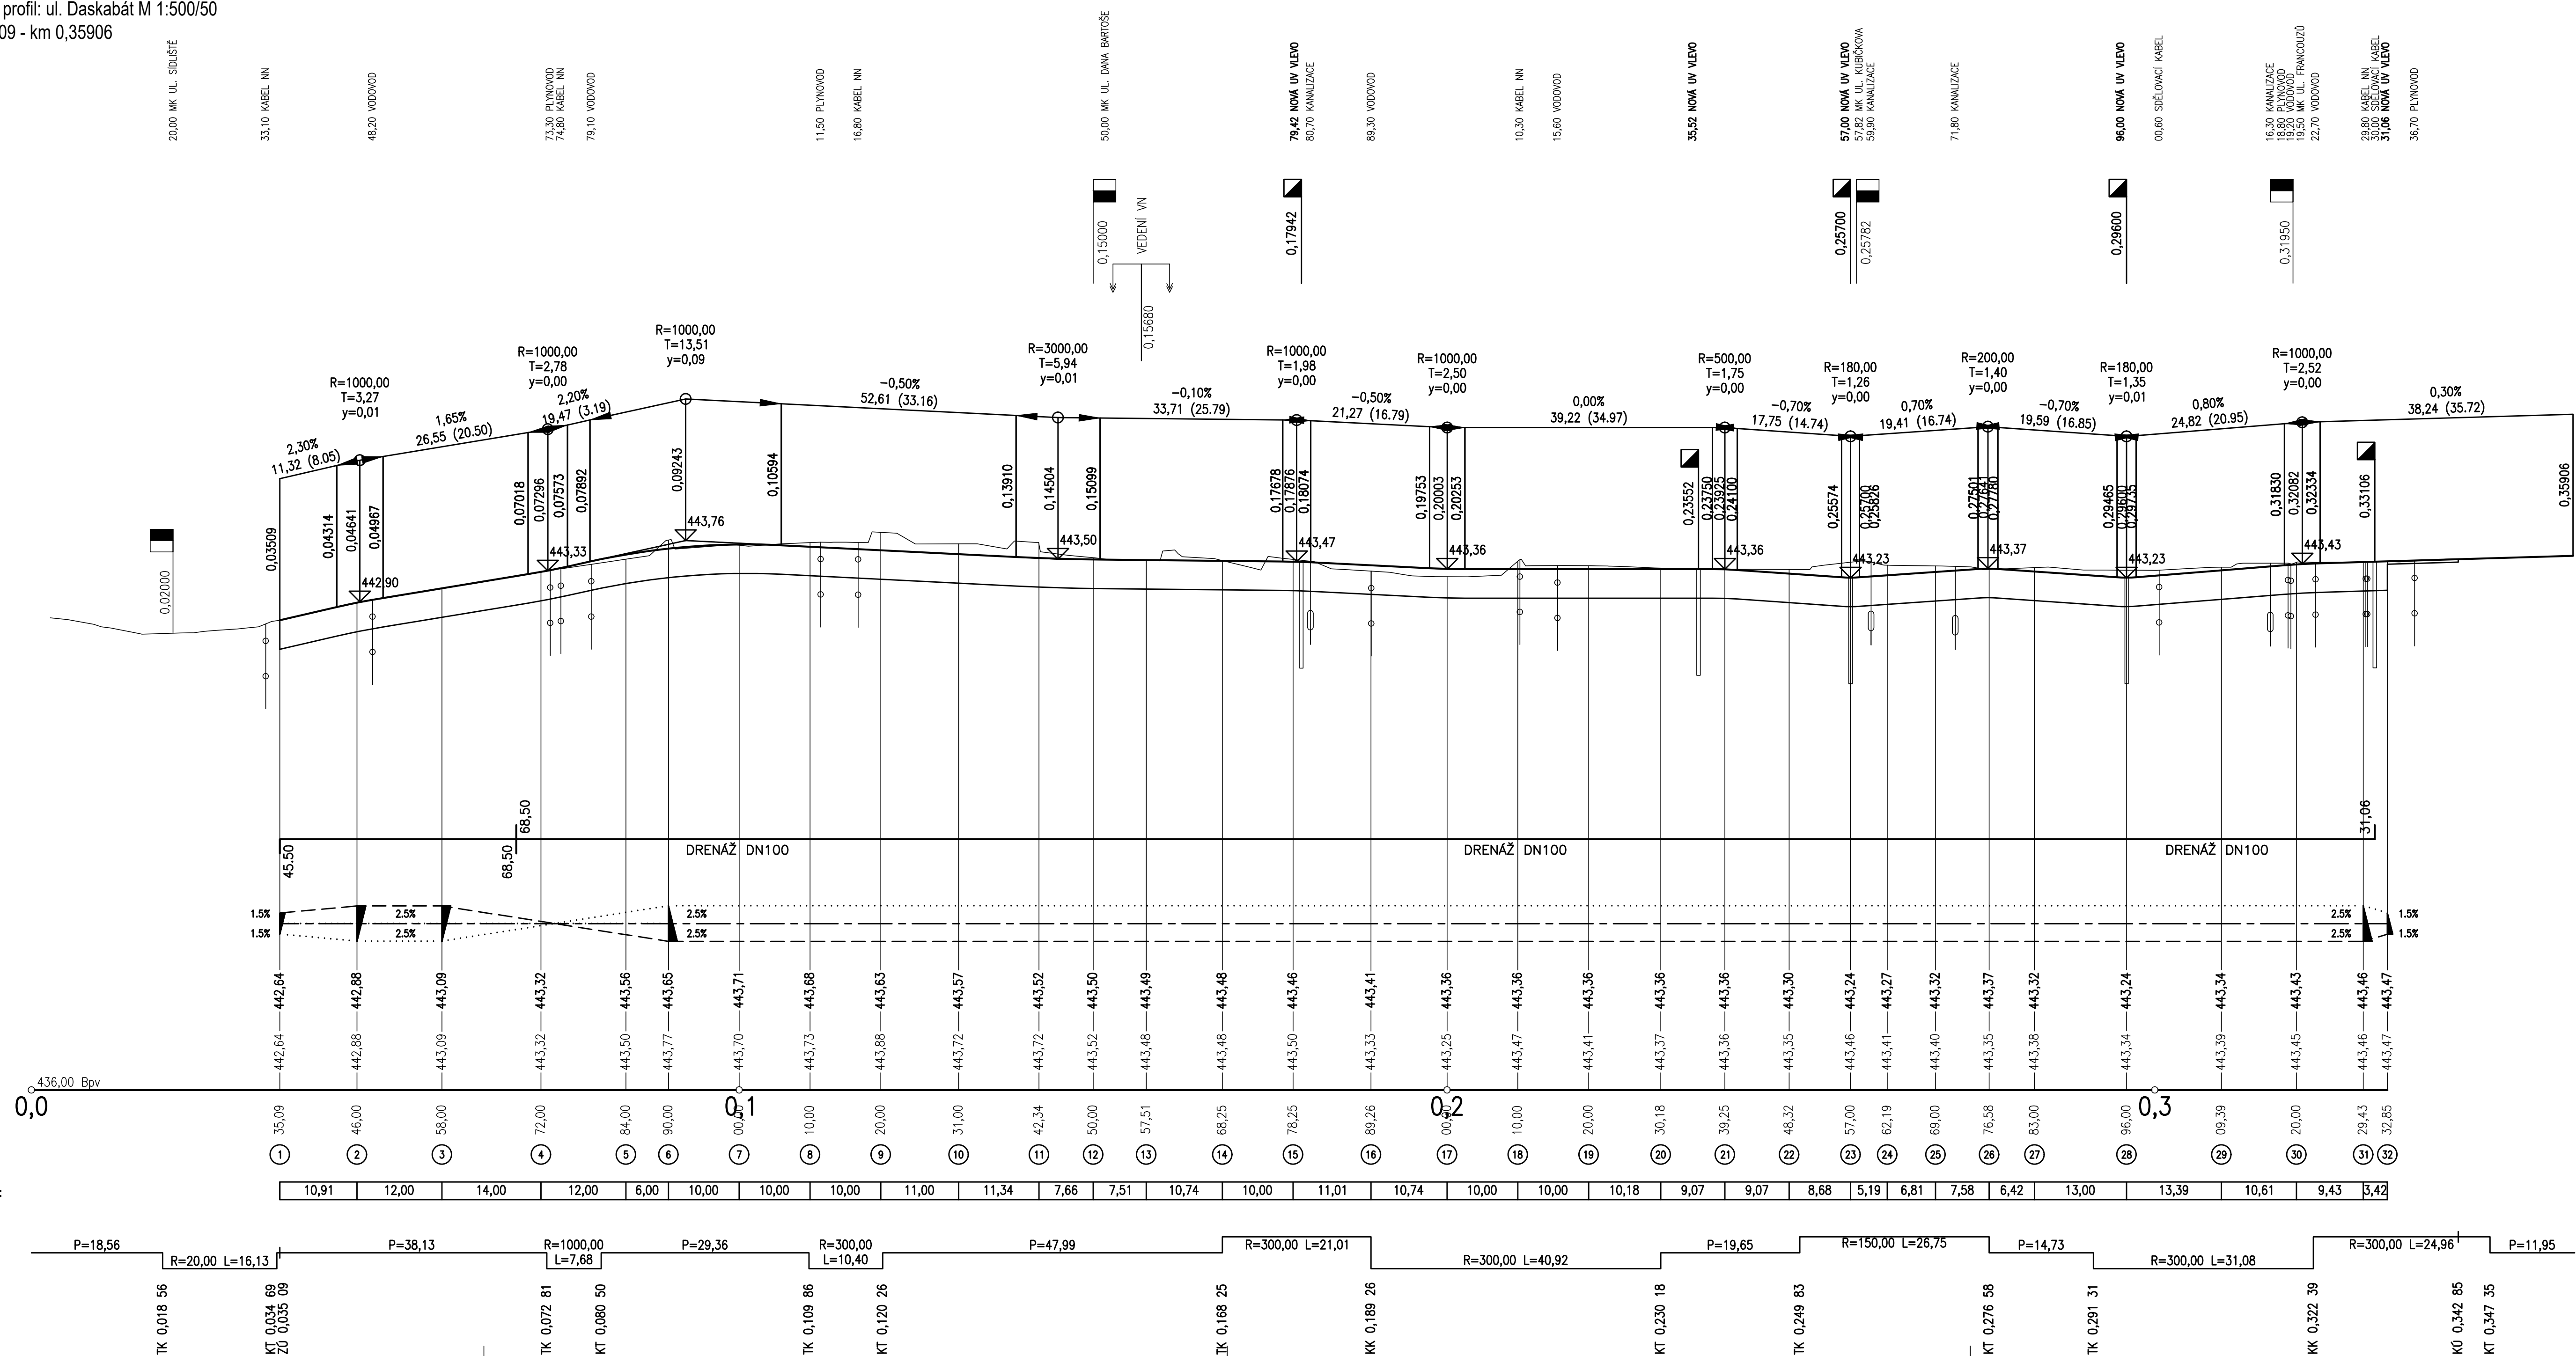 profil: ul. Daskabát M 1:500/50
09 - km 0,35906
20,00 MK UL. SÍDLIŠTĚ
33,10 KABEL NN
48,20 VODOVOD
73,30 PLYNOVOD
74,80 KABEL NN
79,10 VODOVOD
11,50 PLYNOVOD
16,80 KABEL NN
50,00 MK UL. DANA BARTOŠE
79,42 NOVÁ UV VLEVO
80,70 KANALIZACE
89,30 VODOVOD
10,30 KABEL NN
15,60 VODOVOD
35,52 NOVÁ UV VLEVO
57,00 NOVÁ UV VLEVO
57,82 MK UL. KUBIČKOVA
59,90 KANALIZACE
71,80 KANALIZACE
96,00 NOVÁ UV VLEVO
00,60 SDĚLOVACÍ KABEL
16,30 KANALIZACE
18,80 PLYNOVOD
19,20 VODOVOD
19,50 MK UL. FRANCOUZŮ
22,70 VODOVOD
29,80 KABEL NN
30,00 SDĚLOVACÍ KABEL
31,06 NOVÁ UV VLEVO
36,70 PLYNOVOD
0,15000
VEDENÍ VN
0,15680
0,17942
0,25700
0,25782
0,29600
0,31950
R=1000,00
T=3,27
y=0,01
R=1000,00
T=2,78
y=0,00
R=1000,00
T=13,51
y=0,09
R=3000,00
T=5,94
y=0,01
R=1000,00
T=1,98
y=0,00
R=1000,00
T=2,50
y=0,00
R=500,00
T=1,75
y=0,00
R=180,00
T=1,26
y=0,00
R=200,00
T=1,40
y=0,00
R=180,00
T=1,35
y=0,01
R=1000,00
T=2,52
y=0,00
2,30%
11,32 (8.05)
1,65%
26,55 (20.50)
2,20%
19,47 (3.19)
-0,50%
52,61 (33.16)
-0,10%
33,71 (25.79)
-0,50%
21,27 (16.79)
0,00%
39,22 (34.97)
-0,70%
17,75 (14.74)
0,70%
19,41 (16.74)
-0,70%
19,59 (16.85)
0,80%
24,82 (20.95)
0,30%
38,24 (35.72)
0,02000
0,03509
0,04314
0,04641
0,04967
0,07018
0,07296
0,07573
0,07892
0,09243
0,10594
0,13910
0,14504
0,15099
0,17678
0,17876
0,18074
0,19753
0,20003
0,20253
0,23552
0,23750
0,23925
0,24100
0,25574
0,25700
0,25826
0,27501
0,27641
0,27780
0,29465
0,29600
0,29735
0,31830
0,32082
0,32334
0,33106
0,35906
442,90
443,33
443,76
443,50
443,47
443,36
443,36
443,23
443,37
443,23
443,43
45.50
68,50
68,50
31,06
DRENÁŽ DN100
DRENÁŽ DN100
DRENÁŽ DN100
1.5%
1.5%
2.5%
2.5%
2.5%
2.5%
2.5%
2.5%
1.5%
1.5%
442,64 442,88 443,09 443,32 443,56 443,65 443,71 443,68 443,63 443,57 443,52 443,50 443,49 443,48 443,46 443,41 443,36 443,36 443,36 443,36 443,36 443,30 443,24 443,27 443,32 443,37 443,32 443,24 443,34 443,43 443,46 443,47
442,64 442,88 443,09 443,32 443,50 443,77 443,70 443,73 443,88 443,72 443,72 443,52 443,48 443,48 443,50 443,33 443,25 443,47 443,41 443,37 443,36 443,35 443,46 443,41 443,40 443,35 443,38 443,34 443,39 443,45 443,46 443,47
436,00 Bpv
0,0 0,1 0,2 0,3
35,09 46,00 58,00 72,00 84,00 90,00 00,00 10,00 20,00 31,00 42,34 50,00 57,51 68,25 78,25 89,26 00,00 10,00 20,00 30,18 39,25 48,32 57,00 62,19 69,00 76,58 83,00 96,00 09,39 20,00 29,43 32,85
1 2 3 4 5 6 7 8 9 10 11 12 13 14 15 16 17 18 19 20 21 22 23 24 25 26 27 28 29 30 31 32
:
10,91 12,00 14,00 12,00 6,00 10,00 10,00 10,00 11,00 11,34 7,66 7,51 10,74 10,00 11,01 10,74 10,00 10,00 10,18 9,07 9,07 8,68 5,19 6,81 7,58 6,42 13,00 13,39 10,61 9,43 3,42
P=18,56
R=20,00 L=16,13
P=38,13
R=1000,00
L=7,68
P=29,36
R=300,00
L=10,40
P=47,99
R=300,00 L=21,01
R=300,00 L=40,92
P=19,65
R=150,00 L=26,75
P=14,73
R=300,00 L=31,08
R=300,00 L=24,96
P=11,95
TK 0,018 56
KT 0,034 69
ZÚ 0,035 09
TK 0,072 81
KT 0,080 50
TK 0,109 86
KT 0,120 26
TK 0,168 25
KK 0,189 26
KT 0,230 18
TK 0,249 83
KT 0,276 58
TK 0,291 31
KK 0,322 39
KÚ 0,342 85
KT 0,347 35